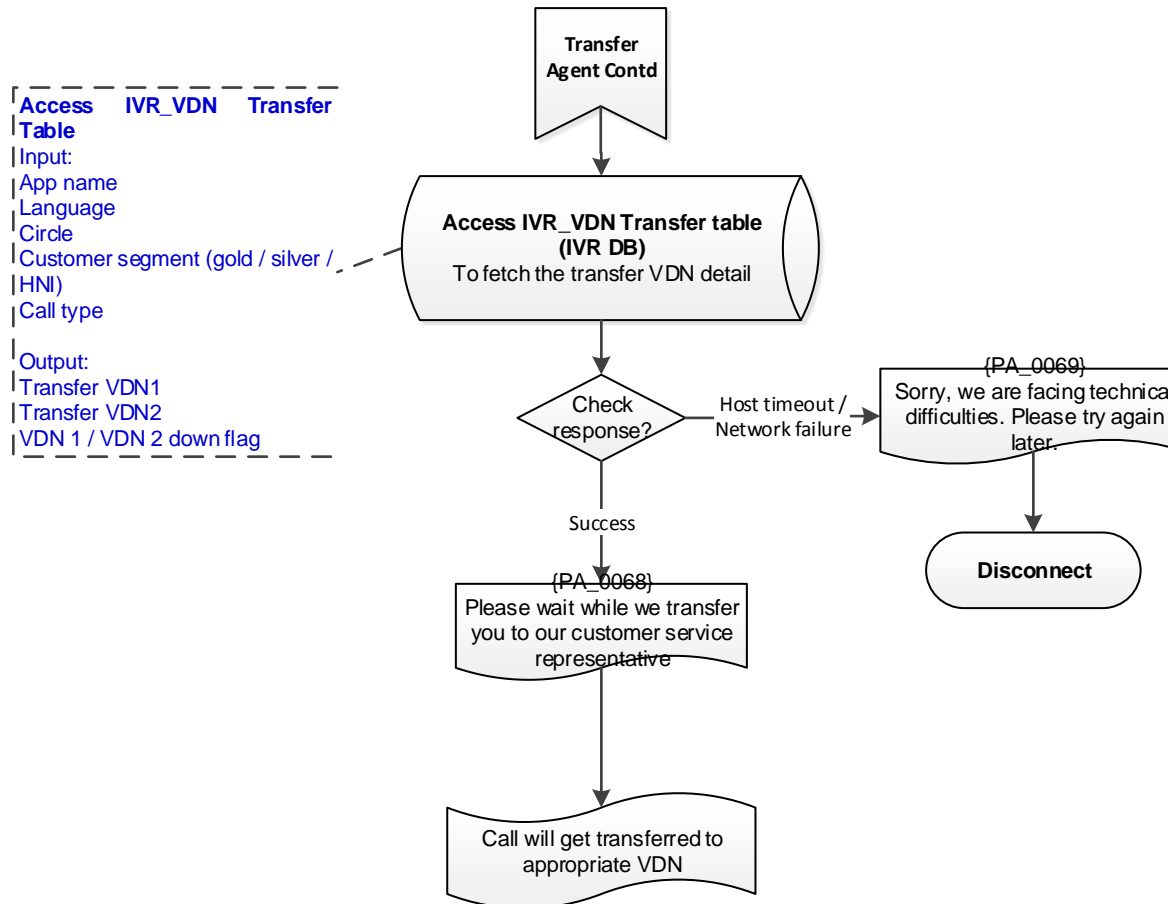 Transfer
Agent Contd
Access IVR_VDN Transfer
Table
Input:
App name
Language
Circle
Customer segment (gold / silver /
HNI)
Call type
Output:
Transfer VDN1
Transfer VDN2
VDN 1 / VDN 2 down flag
Access IVR_VDN Transfer table
(IVR DB)
To fetch the transfer VDN detail
Check
response?
Host timeout /
Network failure
{PA_0069}
Sorry, we are facing technica
difficulties. Please try again
later.
Disconnect
Success
{PA_0068}
Please wait while we transfer
you to our customer service
representative
Call will get transferred to
appropriate VDN